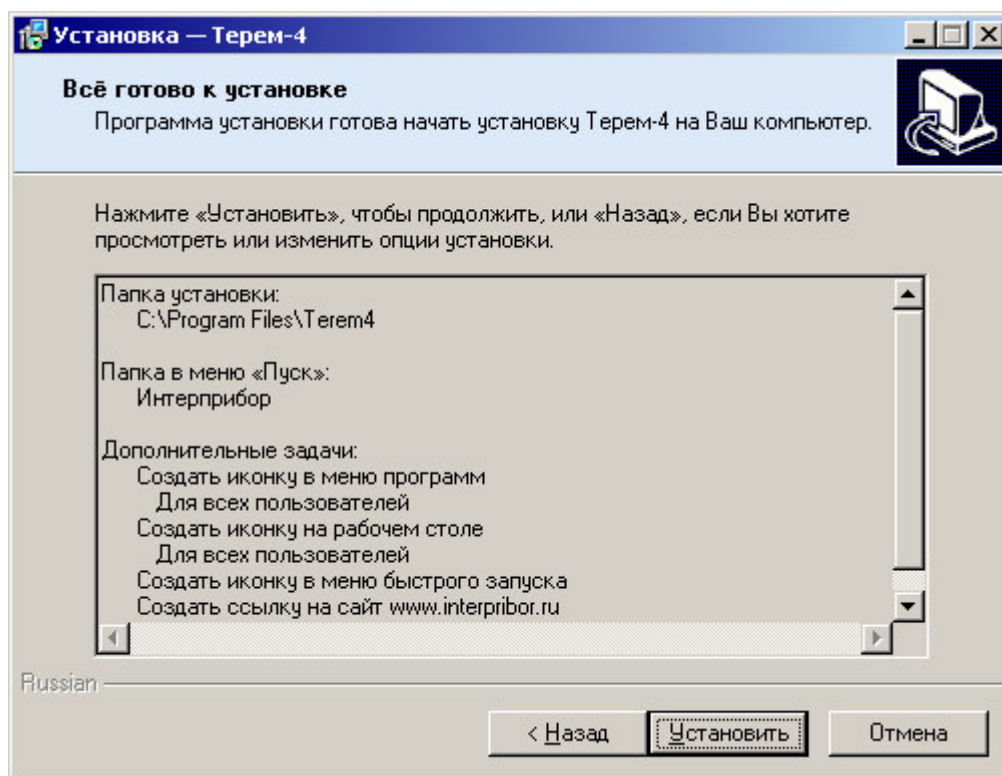 Установка — Терем-4
Всё готово к установке
Программа установки готова начать установку Терем-4 на Ваш компьютер.
Нажмите «Установить», чтобы продолжить, или «Назад», если Вы хотите
просмотреть или изменить опции установки.
Папка установки:
C:\Program Files\Terem4
Папка в меню «Пуск»:
Интерприбор
Дополнительные задачи:
Создать иконку в меню программ
Для всех пользователей
Создать иконку на рабочем столе
Для всех пользователей
Создать иконку в меню быстрого запуска
Создать ссылку на сайт www.interpribor.ru
Russian
< Назад Установить Отмена